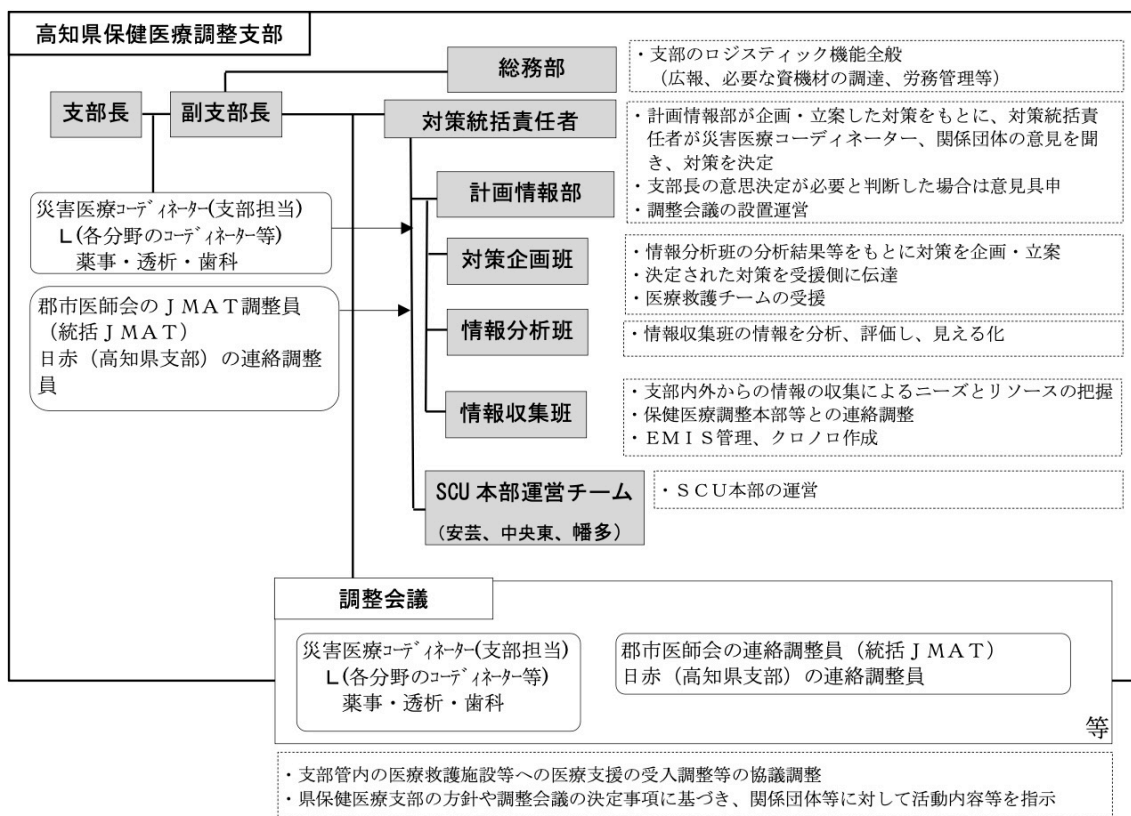 高知県保健医療調整支部
総務部
・支部のロジスティック機能全般
（広報、必要な資機材の調達、労務管理等）
支部長
副支部長
対策統括責任者
・計画情報部が企画・立案した対策をもとに、対策統括責
任者が災害医療コーディネーター、関係団体の意見を聞
き、対策を決定
・支部長の意思決定が必要と判断した場合は意見具申
・調整会議の設置運営
災害医療ｺｰﾃﾞｨﾈｰﾀｰ(支部担当)
L(各分野のｺｰﾃﾞｨﾈｰﾀｰ等)
薬事・透析・歯科
計画情報部
対策企画班
・情報分析班の分析結果等をもとに対策を企画・立案
・決定された対策を受援側に伝達
・医療救護チームの受援
郡市医師会のＪＭＡＴ調整員
（統括ＪＭＡＴ）
日赤（高知県支部）の連絡調整
員
情報分析班
・情報収集班の情報を分析、評価し、見える化
情報収集班
・支部内外からの情報の収集によるニーズとリソースの把握
・保健医療調整本部等との連絡調整
・ＥＭＩＳ管理、クロノロ作成
SCU 本部運営チーム
（安芸、中央東、幡多）
・ＳＣＵ本部の運営
調整会議
災害医療ｺｰﾃﾞｨﾈｰﾀｰ(支部担当)
L(各分野のｺｰﾃﾞｨﾈｰﾀｰ等)
薬事・透析・歯科
郡市医師会の連絡調整員（統括ＪＭＡＴ）
日赤（高知県支部）の連絡調整員
等
・支部管内の医療救護施設等への医療支援の受入調整等の協議調整
・県保健医療支部の方針や調整会議の決定事項に基づき、関係団体等に対して活動内容等を指示